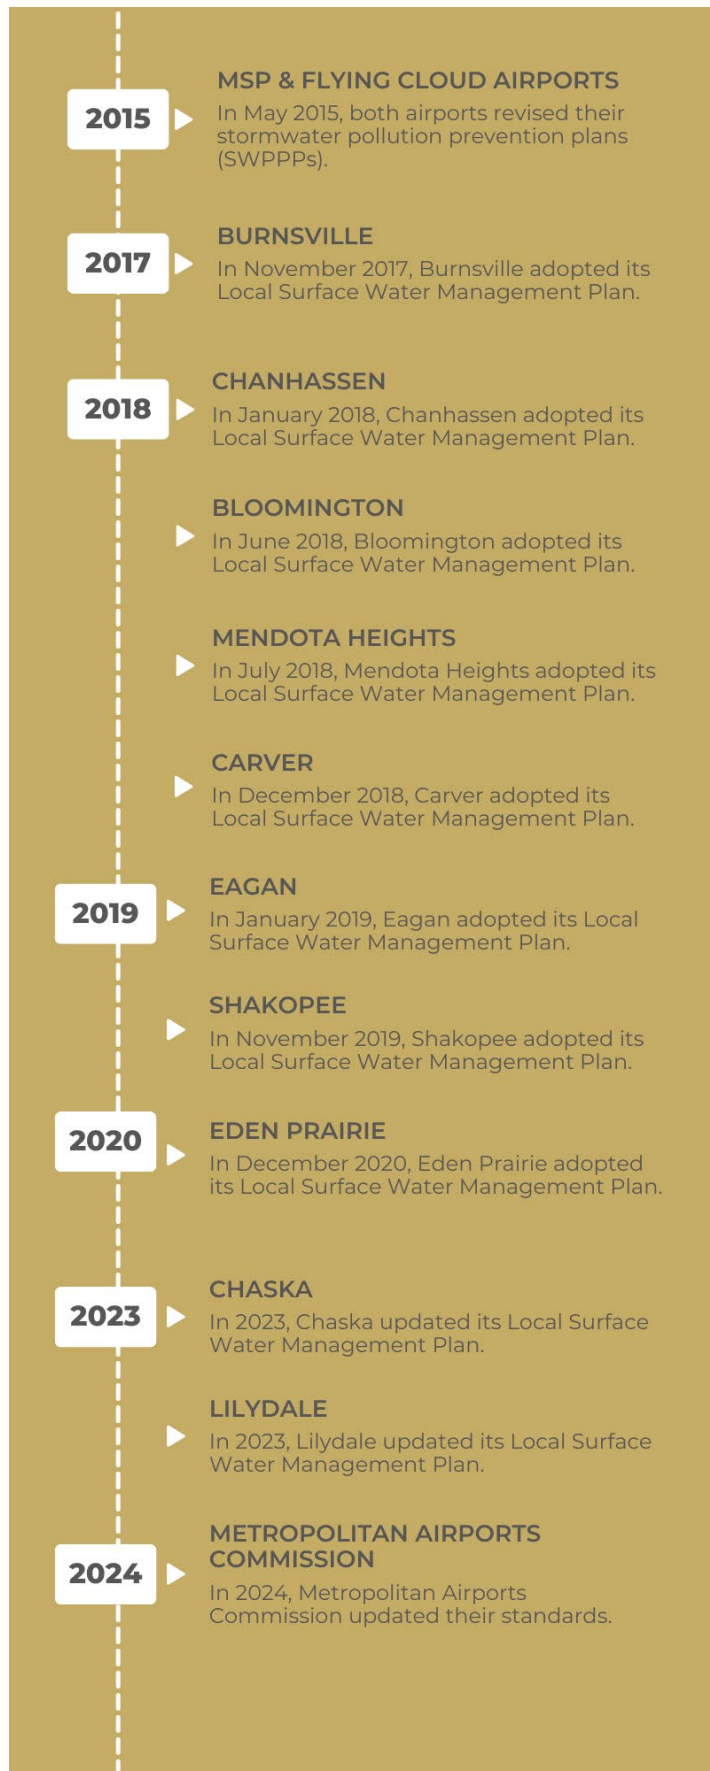 MSP & FLYING CLOUD AIRPORTS
2015
In May 2015, both airports revised their
stormwater pollution prevention plans
(SWPPPs).
BURNSVILLE
2017
In November 2017, Burnsville adopted its
Local Surface Water Management Plan.
CHANHASSEN
2018
In January 2018, Chanhassen adopted its
Local Surface Water Management Plan.
BLOOMINGTON
In June 2018, Bloomington adopted its
Local Surface Water Management Plan.
MENDOTA HEIGHTS
In July 2018, Mendota Heights adopted its
Local Surface Water Management Plan.
CARVER
In December 2018, Carver adopted its
Local Surface Water Management Plan.
EAGAN
2019
In January 2019, Eagan adopted its Local
Surface Water Management Plan.
SHAKOPEE
In November 2019, Shakopee adopted its
Local Surface Water Management Plan.
EDEN PRAIRIE
2020
In December 2020, Eden Prairie adopted
its Local Surface Water Management Plan.
CHASKA
2023
In 2023, Chaska updated its Local Surface
Water Management Plan.
LILYDALE
In 2023, Lilydale updated its Local Surface
Water Management Plan.
METROPOLITAN AIRPORTS
COMMISSION
2024
In 2024, Metropolitan Airports
Commission updated their standards.